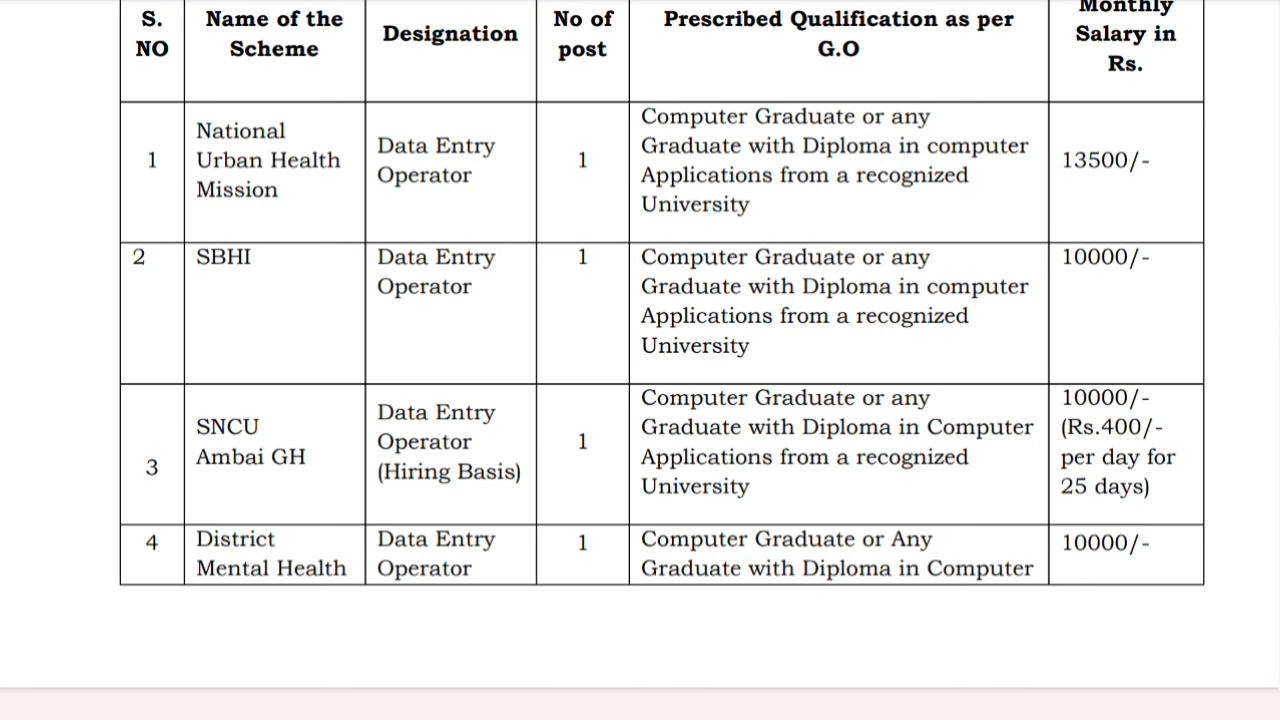 S. NO
Name of the Scheme
Designation
No of post
Prescribed Qualification as per G.O
Monthly Salary in Rs.
1
National
Urban Health
Mission
Data Entry
Operator
1
Computer Graduate or any
Graduate with Diploma in computer
Applications from a recognized
University
13500/-
2
SBHI
Data Entry
Operator
1
Computer Graduate or any
Graduate with Diploma in computer
Applications from a recognized
University
10000/-
3
SNCU
Ambai GH
Data Entry
Operator
(Hiring Basis)
1
Computer Graduate or any
Graduate with Diploma in Computer
Applications from a recognized
University
10000/-
(Rs.400/-
per day for
25 days)
4
District
Mental Health
Data Entry
Operator
1
Computer Graduate or Any
Graduate with Diploma in Computer
10000/-